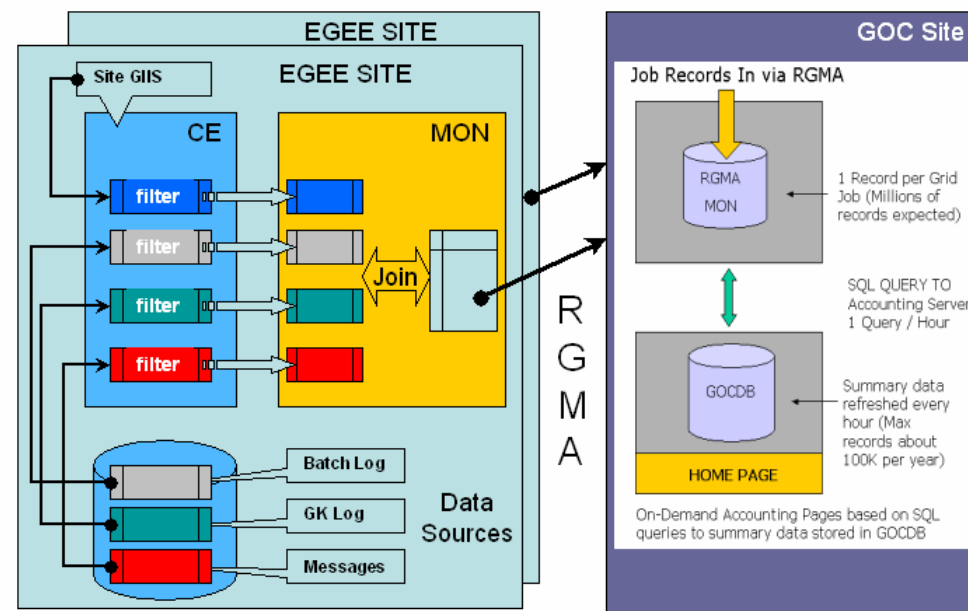 EGEE SITE
EGEE SITE
Site GIIS
CE
MON
filter
filter
filter
filter
Join
Batch Log
GK Log
Messages
Data
Sources
R
G
M
A
GOC Site
Job Records In via RGMA
RGMA
MON
1 Record per Grid
Job (Millions of
records expected)
SQL QUERY TO
Accounting Server
1 Query / Hour
GOCDB
Summary data
refreshed every
hour (Max
records about
100K per year)
HOME PAGE
On-Demand Accounting Pages based on SQL
queries to summary data stored in GOCDB